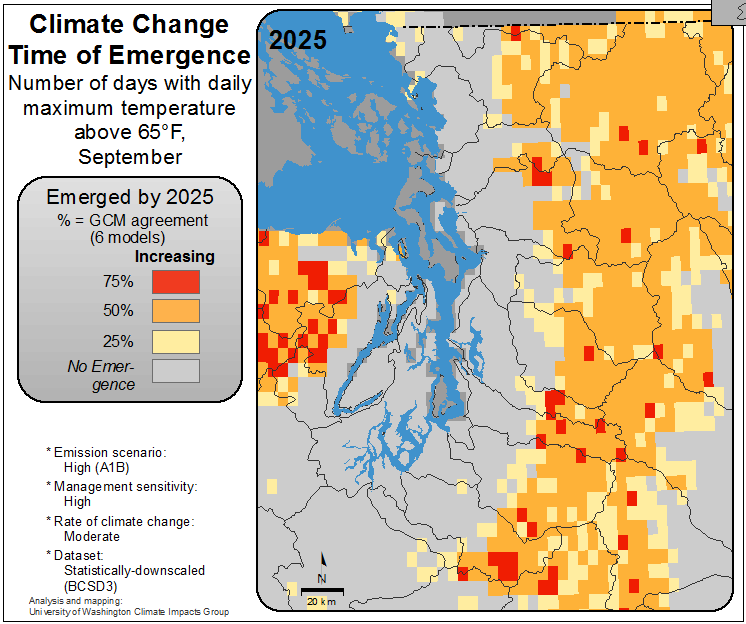 Climate Change
Time of Emergence
Number of days with daily
maximum temperature
above 65°F,
September
Emerged by 2025
% = GCM agreement
(6 models)
Increasing
75%
50%
25%
No Emer-
gence
* Emission scenario:
High (A1B)
* Management sensitivity:
High
* Rate of climate change:
Moderate
* Dataset:
Statistically-downscaled
(BCSD3)
Analysis and mapping:
University of Washington Climate Impacts Group
2025
N
20 km